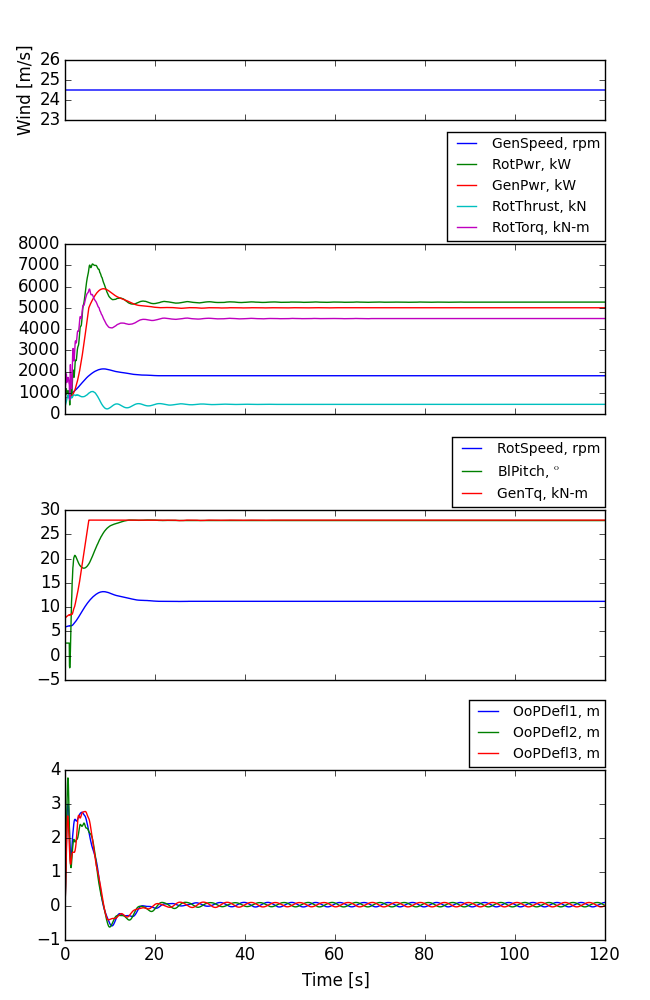 Wind [m/s]
26
25
24
23
GenSpeed, rpm
RotPwr, kW
GenPwr, kW
RotThrust, kN
RotTorq, kN-m
8000
7000
6000
5000
4000
3000
2000
1000
0
RotSpeed, rpm
BlPitch, °
GenTq, kN-m
30
25
20
15
10
5
0
−5
OoPDefl1, m
OoPDefl2, m
OoPDefl3, m
4
3
2
1
0
−1
0 20 40 60 80 100 120
Time [s]